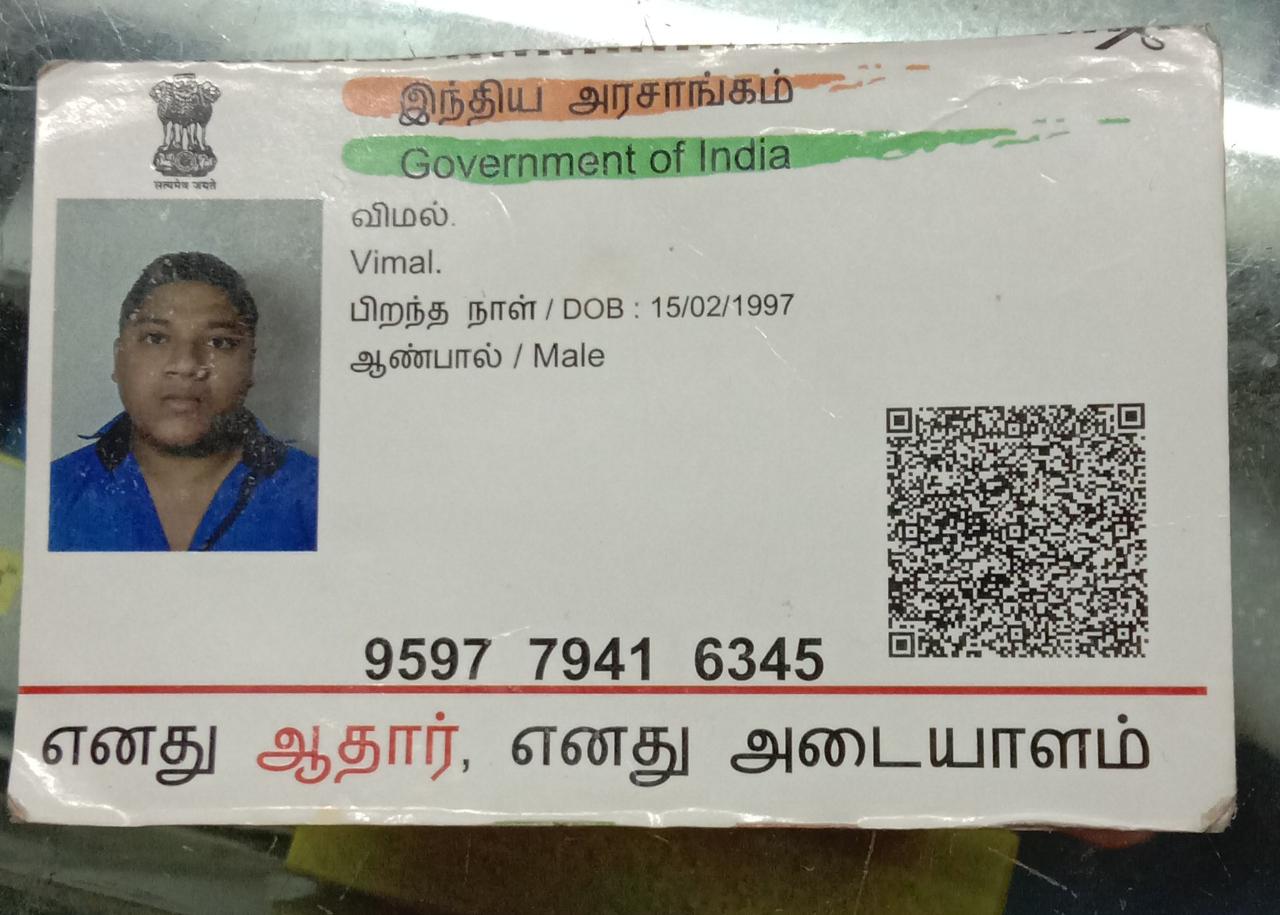 இந்திய அரசாங்கம்
Government of India
सत्यमेव जयते
விமல்.
Vimal.
பிறந்த நாள் / DOB : 15/02/1997
ஆண்பால் / Male
9597 7941 6345
எனது ஆதார், எனது அடையாளம்